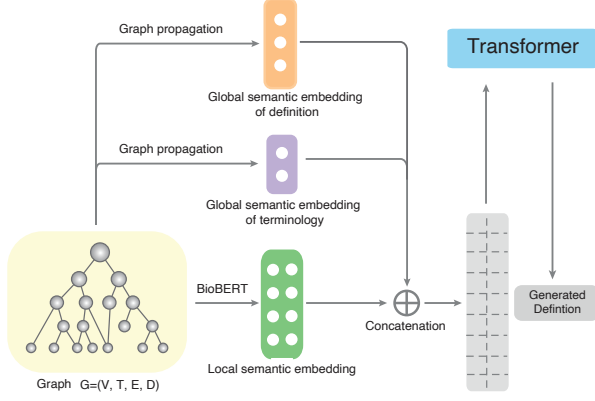 Graph propagation
Transformer
Global semantic embedding
of definition
Graph propagation
Global semantic embedding
of terminology
BioBERT
Concatenation
Generated
Defintion
Local semantic embedding
Graph G=(V, T, E, D)